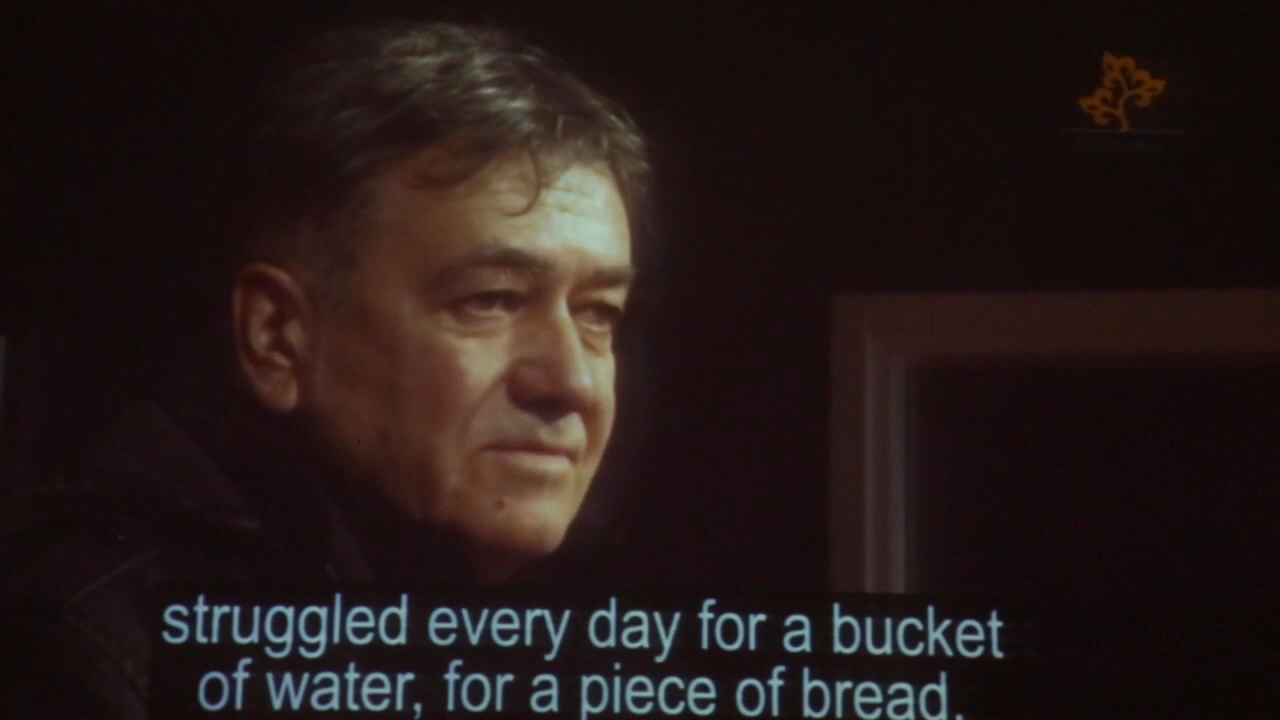 struggled every day for a bucket
of water, for a piece of bread.